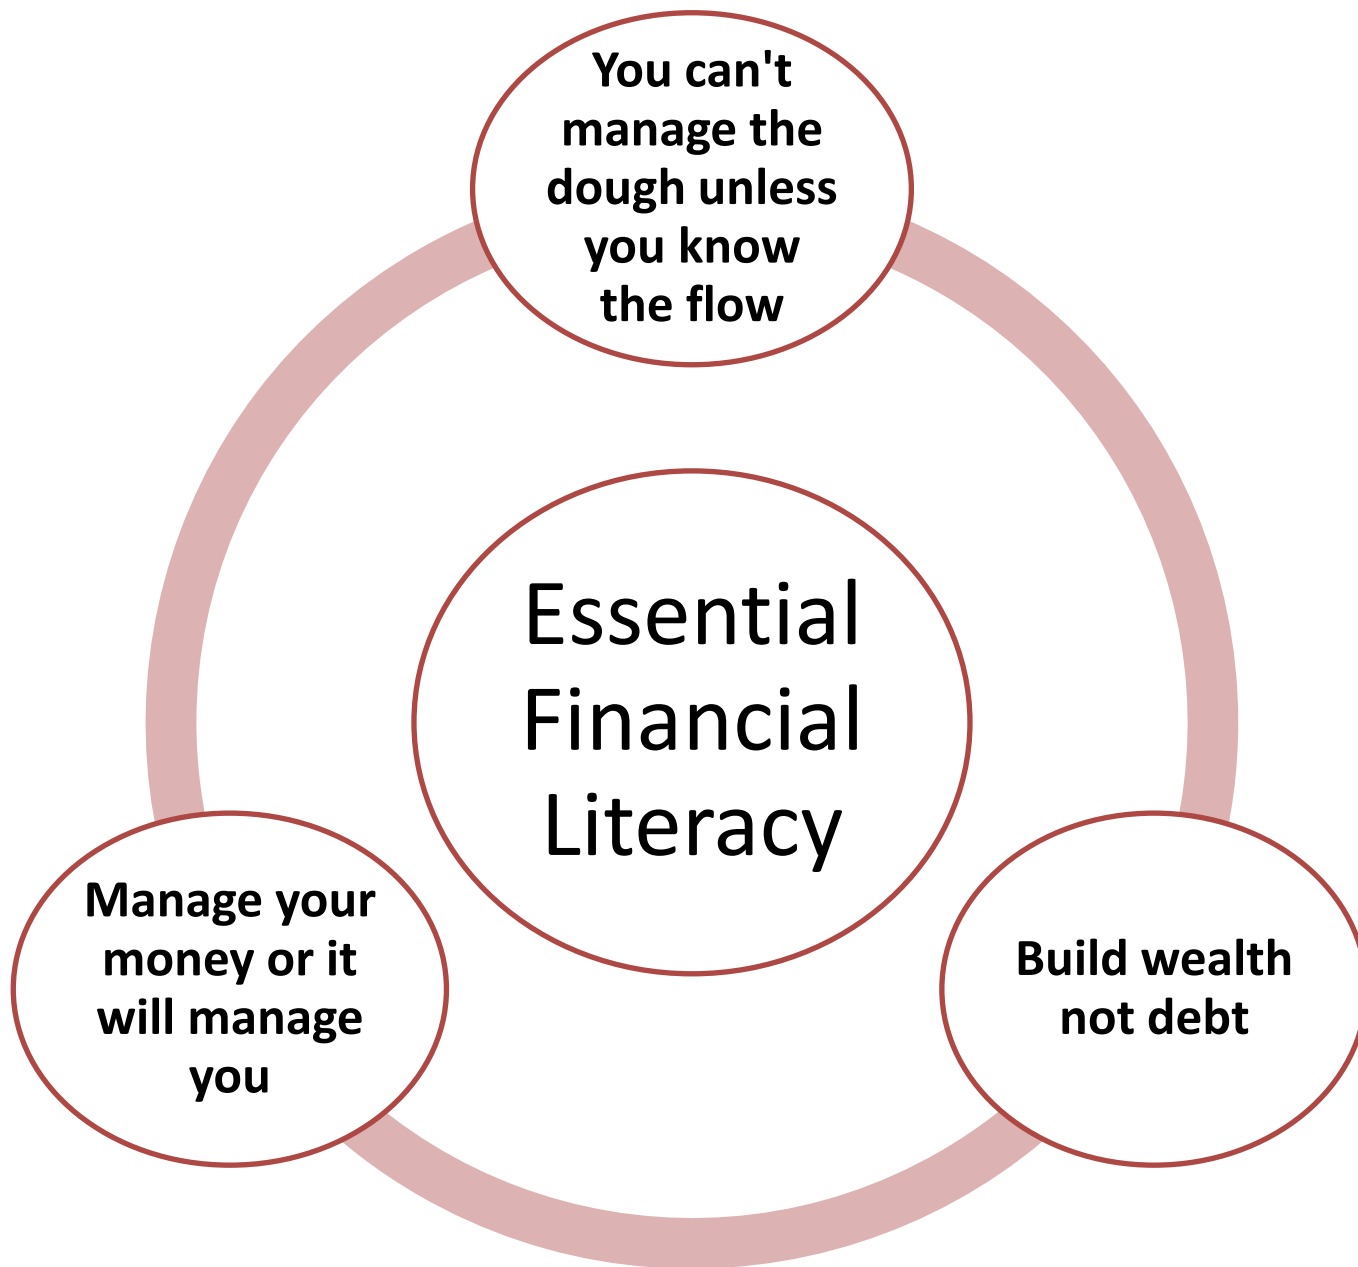 You can't
manage the
dough unless
you know
the flow
Essential
Financial
Literacy
Manage your
money or it
will manage
you
Build wealth
not debt